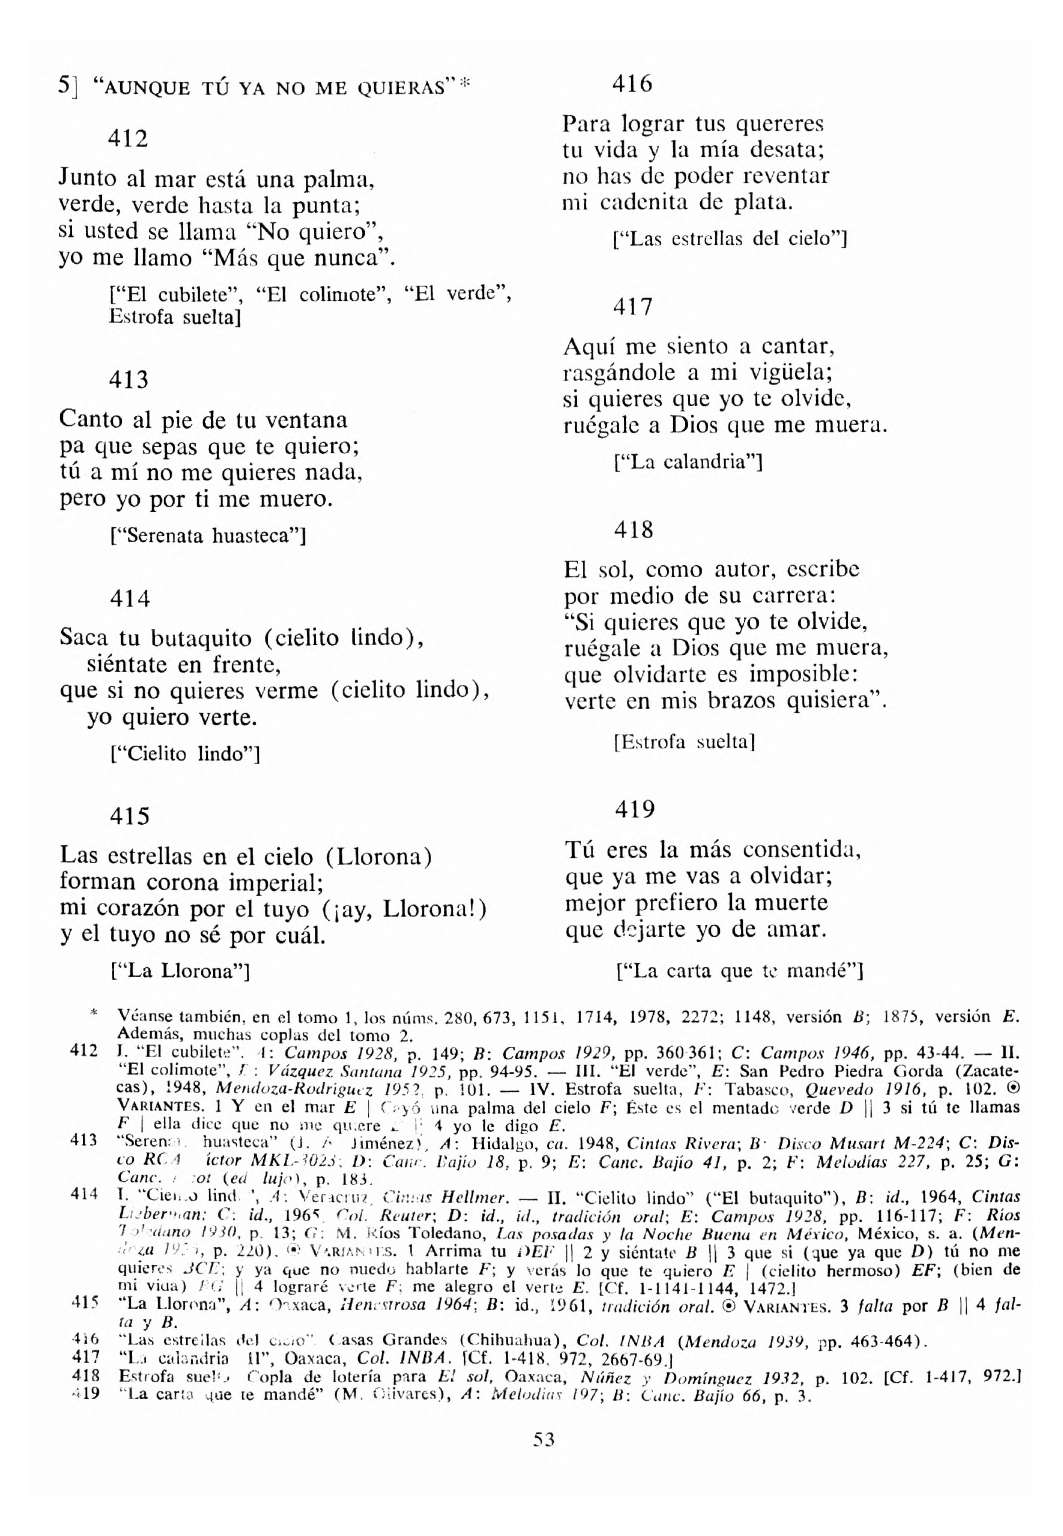 5] “AUNQUE TÚ YA NO ME QUIERAS”*
412
Junto al mar está una palma,
verde, verde hasta la punta;
si usted se llama “No quiero”,
yo me llamo “Más que nunca”.
[“El cubilete”, “El colimote”, “El verde”,
Estrofa suelta]
413
Canto al pie de tu ventana
pa que sepas que te quiero;
tú a mí no me quieres nada,
pero yo por ti me muero.
[“Serenata huasteca”]
414
Saca tu butaquito (cielito lindo),
siéntate en frente,
que si no quieres verme (cielito lindo),
yo quiero verte.
[“Cielito lindo”]
415
Las estrellas en el cielo (Llorona)
forman corona imperial;
mi corazón por el tuyo (¡ay, Llorona!)
y el tuyo no sé por cuál.
[“La Llorona”]
416
Para lograr tus quereres
tu vida y la mía desata;
no has de poder reventar
mi cadenita de plata.
[“Las estrellas del cielo”]
417
Aquí me siento a cantar,
rasgándole a mi vigüela;
si quieres que yo te olvide,
ruégale a Dios que me muera.
[“La calandria”]
418
El sol, como autor, escribe
por medio de su carrera:
“Si quieres que yo te olvide,
ruégale a Dios que me muera,
que olvidarte es imposible:
verte en mis brazos quisiera”.
[Estrofa suelta]
419
Tú eres la más consentida,
que ya me vas a olvidar;
mejor prefiero la muerte
que dejarte yo de amar.
[“La carta que te mandé”]
* Véanse también, en el tomo 1, los núms. 280, 673, 1151, 1714, 1978, 2272; 1148, versión B; 1875, versión E.
Además, muchas coplas del tomo 2.
412 I. “El cubilete”. A: Campos 1928, p. 149; B: Campos 1929, pp. 360-361; C: Campos 1946, pp. 43-44. — II.
“El colimote”, : Vázquez Santana 1925, pp. 94-95. — III. “El verde”, E: San Pedro Piedra Gorda (Zacate-
cas), 1948, Mendoza-Rodríguez 1952, p. 101. — IV. Estrofa suelta, F: Tabasco, Quevedo 1916, p. 102. ⊙
VARIANTES. 1 Y en el mar E | Cayó una palma del cielo F; Éste es el mentado verde D || 3 si tú te llamas
F | ella dice que no me quiere 4 yo le digo E.
413 “Serena huasteca” (J. Jiménez), A: Hidalgo, ca. 1948, Cintas Rivera; B: Disco Musart M-224; C: Dis-
co RCA ictor MKL-3023; D: Canc. Bajío 18, p. 9; E: Canc. Bajío 41, p. 2; F: Melodías 227, p. 25; G:
Canc. (ed lujo), p. 183.
414 I. “Cielito lind ”, A: Veracruz, Cintas Hellmer. — II. “Cielito lindo” (“El butaquito”), B: id., 1964, Cintas
Lieberman; C: id., 196 Col. Reuter; D: id., id., tradición oral; E: Campos 1928, pp. 116-117; F: Ríos
Toledano 1930, p. 13; G: M. Ríos Toledano, Las posadas y la Noche Buena en México, México, s. a. (Men-
doza 19 , p. 220). ⊙ VARIANTES. 1 Arrima tu DEF || 2 y siéntate B || 3 que si (que ya que D) tú no me
quieres BCE; y ya que no puedo hablarte F; y verás lo que te quiero E | (cielito hermoso) EF; (bien de
mi vida) FG || 4 lograré verte F; me alegro el verte E. [Cf. 1-1141-1144, 1472.]
415 “La Llorona”, A: Oaxaca, Henestrosa 1964; B: id., 1961, tradición oral. ⊙ VARIANTES. 3 falta por B || 4 fal-
ta y B.
416 “Las estrellas del cielo” Casas Grandes (Chihuahua), Col. INBA (Mendoza 1939, pp. 463-464).
417 “La calandria II”, Oaxaca, Col. INBA. [Cf. 1-418, 972, 2667-69.]
418 Estrofa suelta Copla de lotería para El sol, Oaxaca, Núñez y Domínguez 1932, p. 102. [Cf. 1-417, 972.]
419 “La carta que te mandé” (M. Olivares), A: Melodías 197; B: Canc. Bajío 66, p. 3.
53